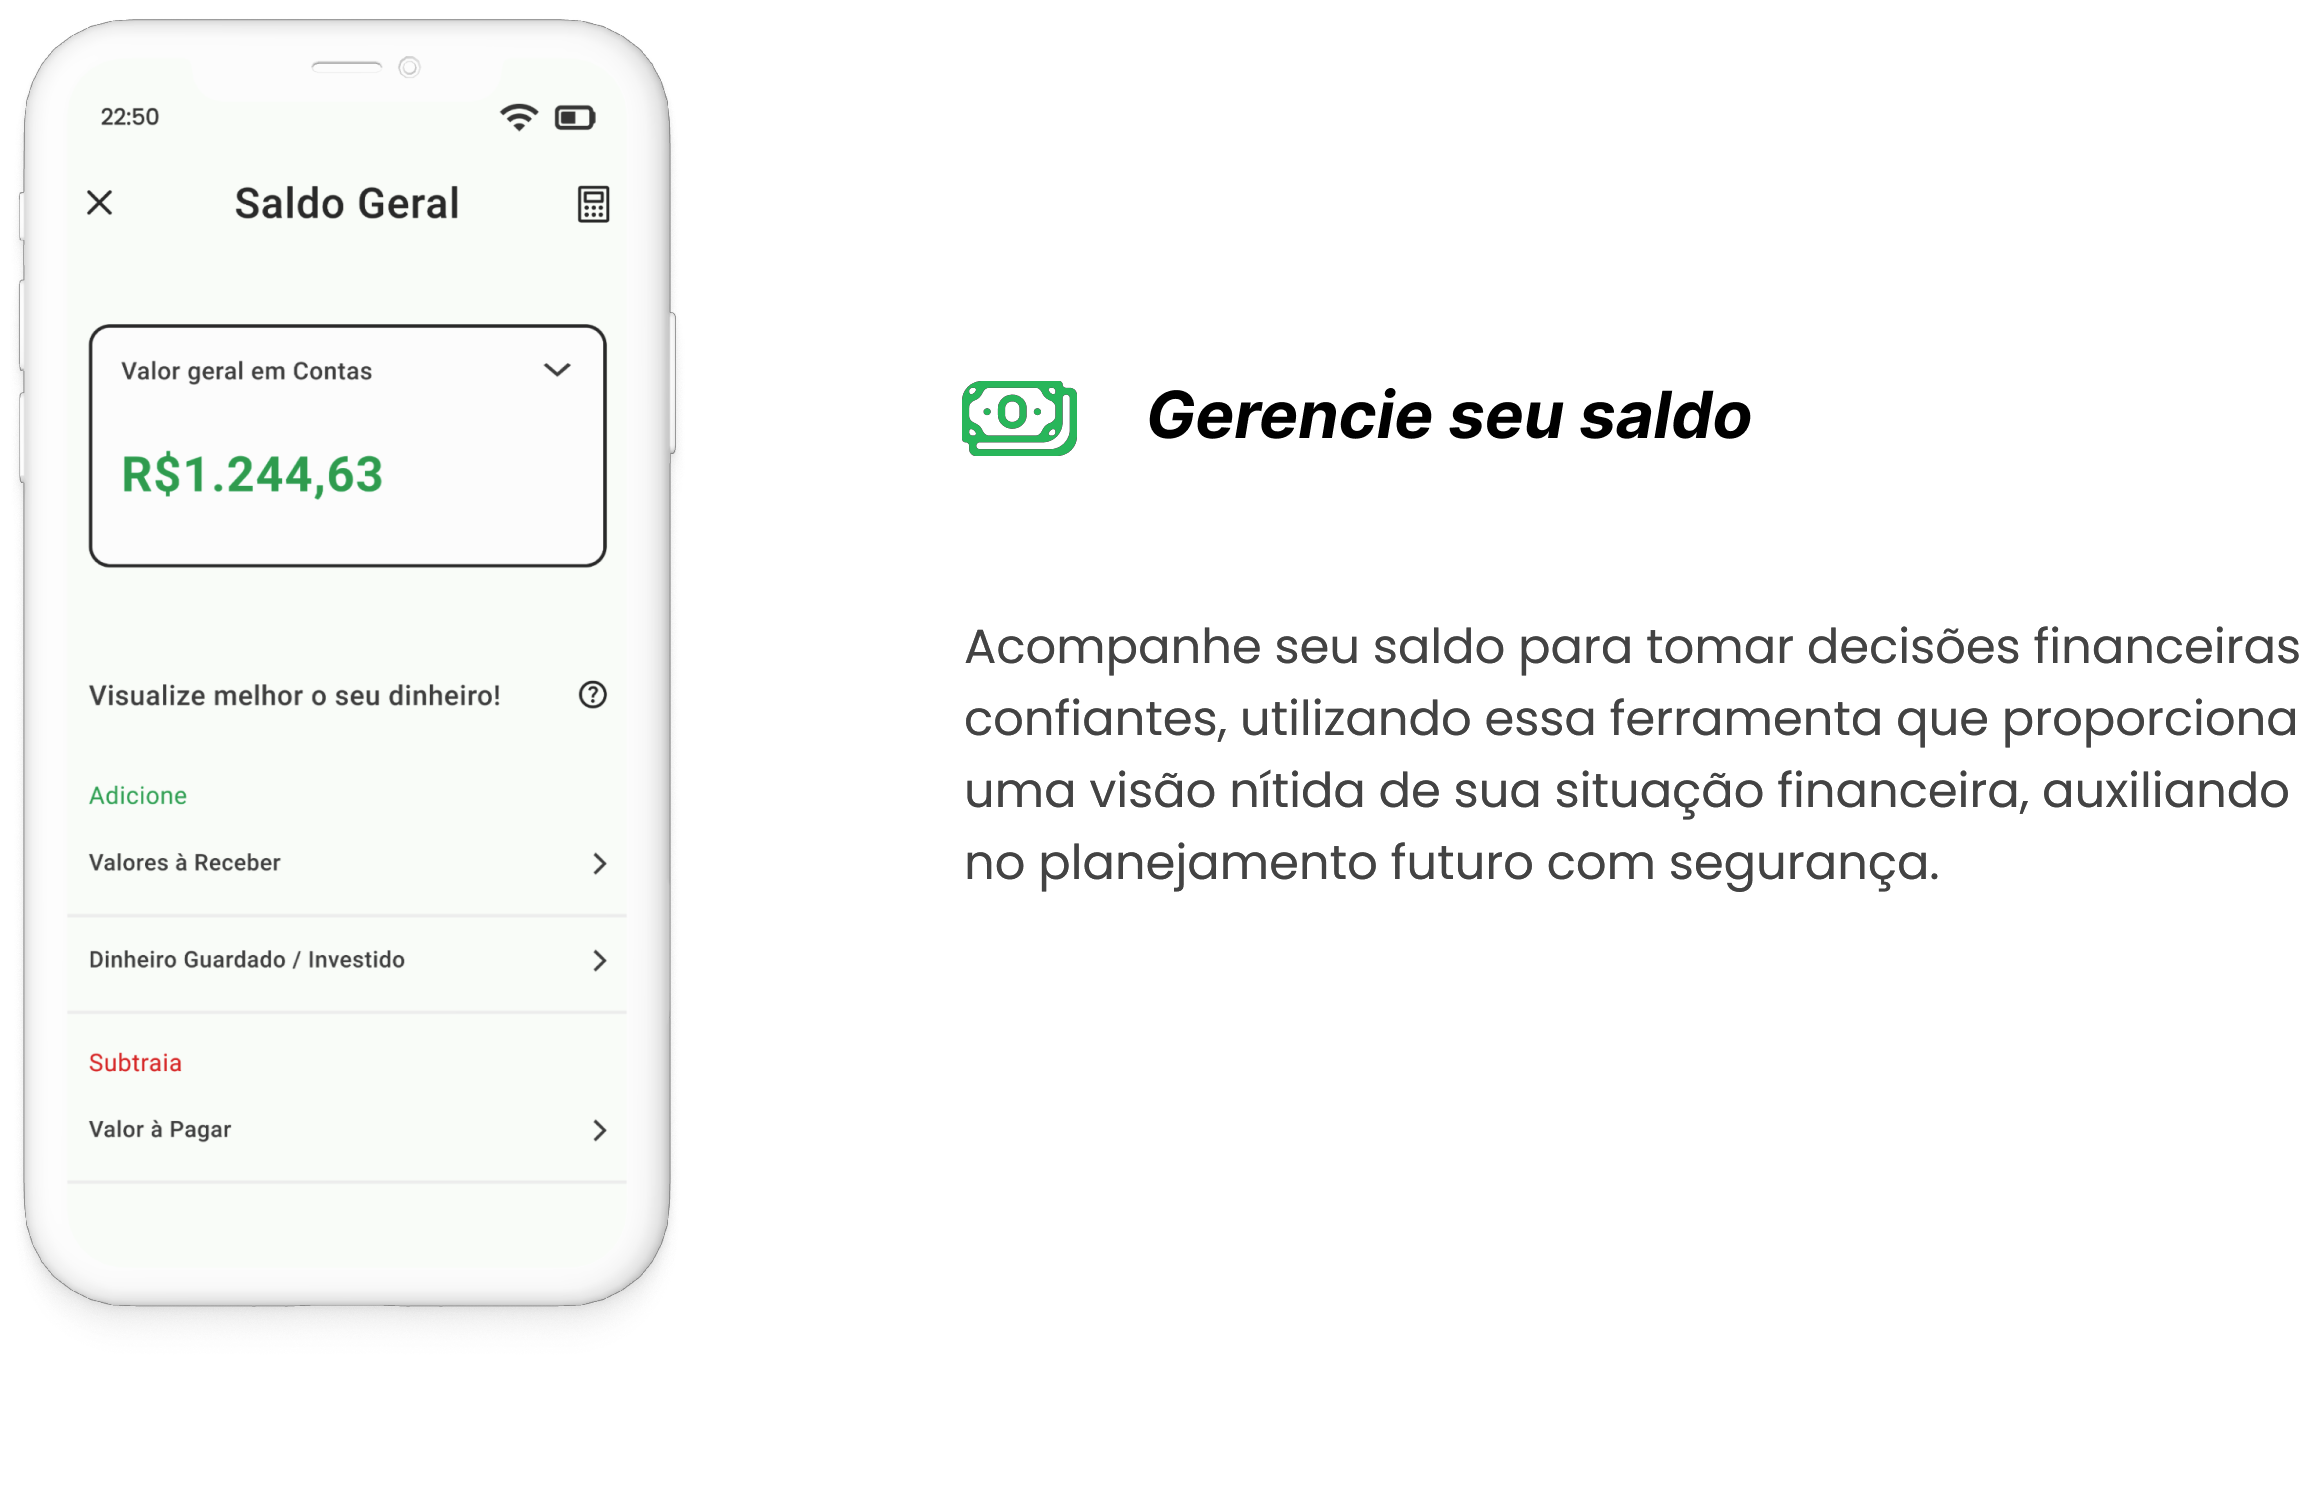 22:50
Saldo Geral
Valor geral em Contas
R$1.244,63
Visualize melhor o seu dinheiro!
Adicione
Valores à Receber
Dinheiro Guardado / Investido
Subtraia
Valor à Pagar
Gerencie seu saldo
Acompanhe seu saldo para tomar decisões financeiras
confiantes, utilizando essa ferramenta que proporciona
uma visão nítida de sua situação financeira, auxiliando
no planejamento futuro com segurança.